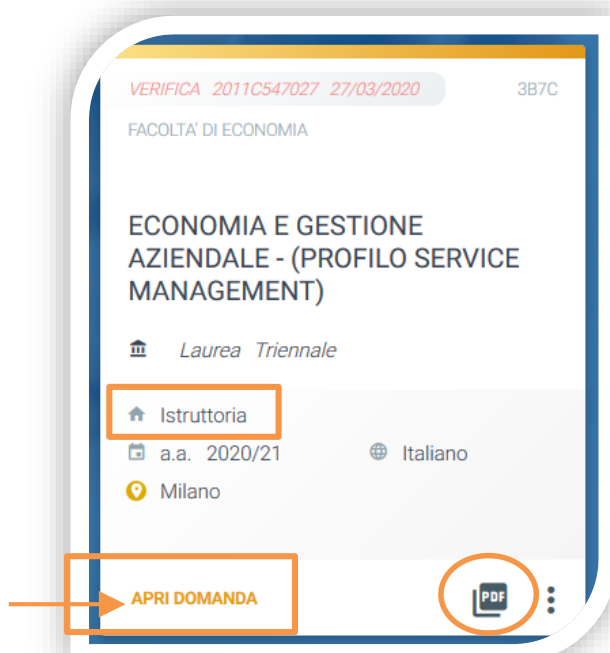 VERIFICA 2011C547027 27/03/2020 3B7C
FACOLTA' DI ECONOMIA
ECONOMIA E GESTIONE
AZIENDALE - (PROFILO SERVICE
MANAGEMENT)
Laurea Triennale
Istruttoria
a.a. 2020/21 Italiano
Milano
APRI DOMANDA PDF